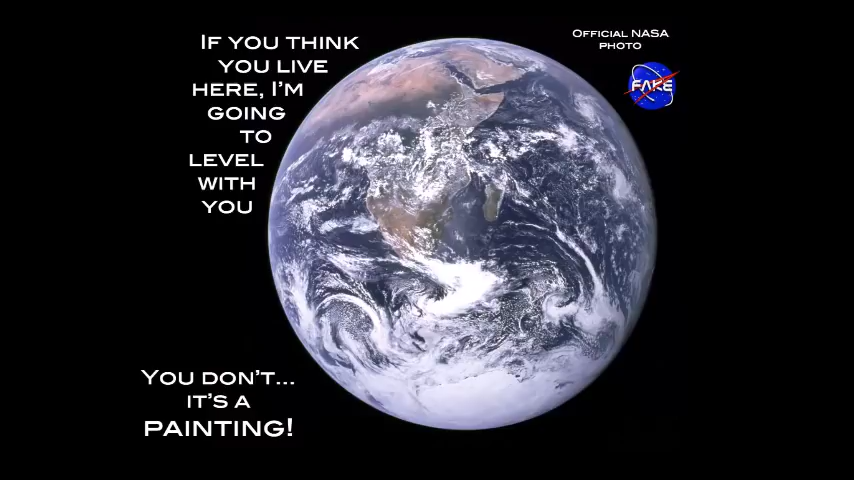 If you think
you live
here, I'm
going
to
level
with
you
Official NASA
photo
FAKE
You don't...
it's a
painting!